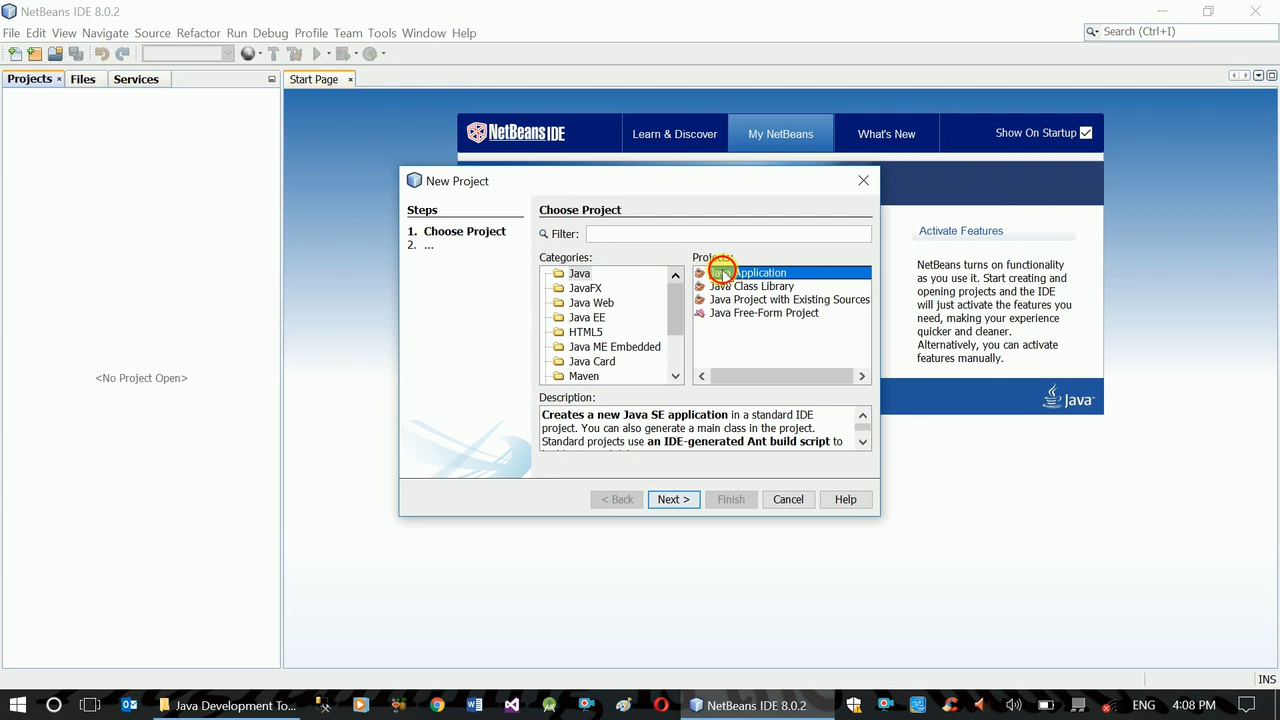 NetBeans IDE 8.0.2
File Edit View Navigate Source Refactor Run Debug Profile Team Tools Window Help
Search (Ctrl+I)
Projects Files Services Start Page
NetBeansIDE Learn & Discover My NetBeans What's New Show On Startup
New Project
Steps
1. Choose Project
2. ...
Choose Project
Filter:
Categories:
Java
JavaFX
Java Web
Java EE
HTML5
Java ME Embedded
Java Card
Maven
Projects:
Java Application
Java Class Library
Java Project with Existing Sources
Java Free-Form Project
Description:
Creates a new Java SE application in a standard IDE
project. You can also generate a main class in the project.
Standard projects use an IDE-generated Ant build script to
< Back Next > Finish Cancel Help
<No Project Open>
Activate Features
NetBeans turns on functionality
as you use it. Start creating and
opening projects and the IDE
will just activate the features you
need, making your experience
quicker and cleaner.
Alternatively, you can activate
features manually.
Java
INS
Java Development To... NetBeans IDE 8.0.2 ENG 4:08 PM